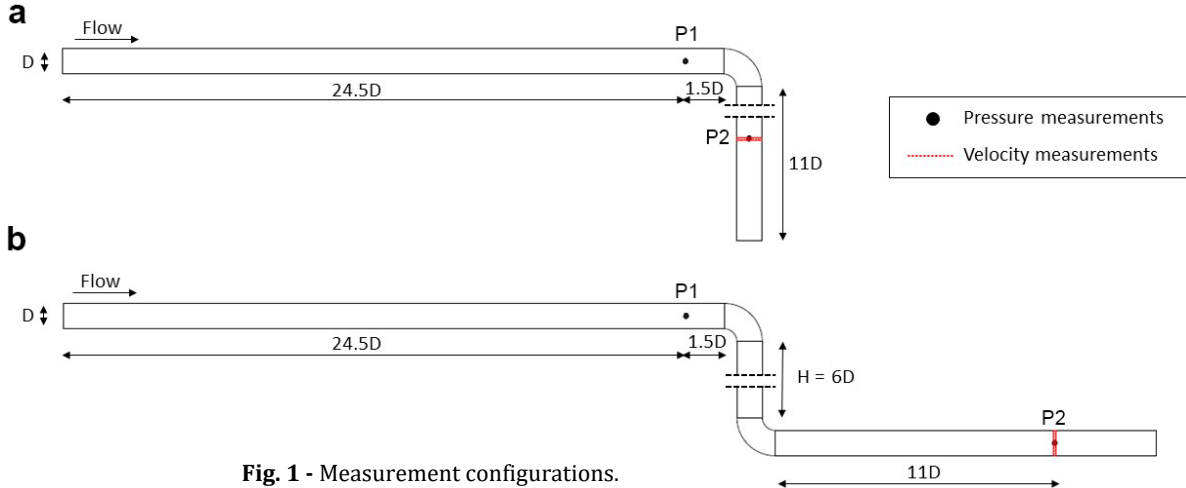 a
Flow
P1
D
24.5D
1.5D
P2
11D
Pressure measurements
Velocity measurements
b
Flow
P1
D
24.5D
1.5D
H = 6D
P2
11D
Fig. 1 - Measurement configurations.